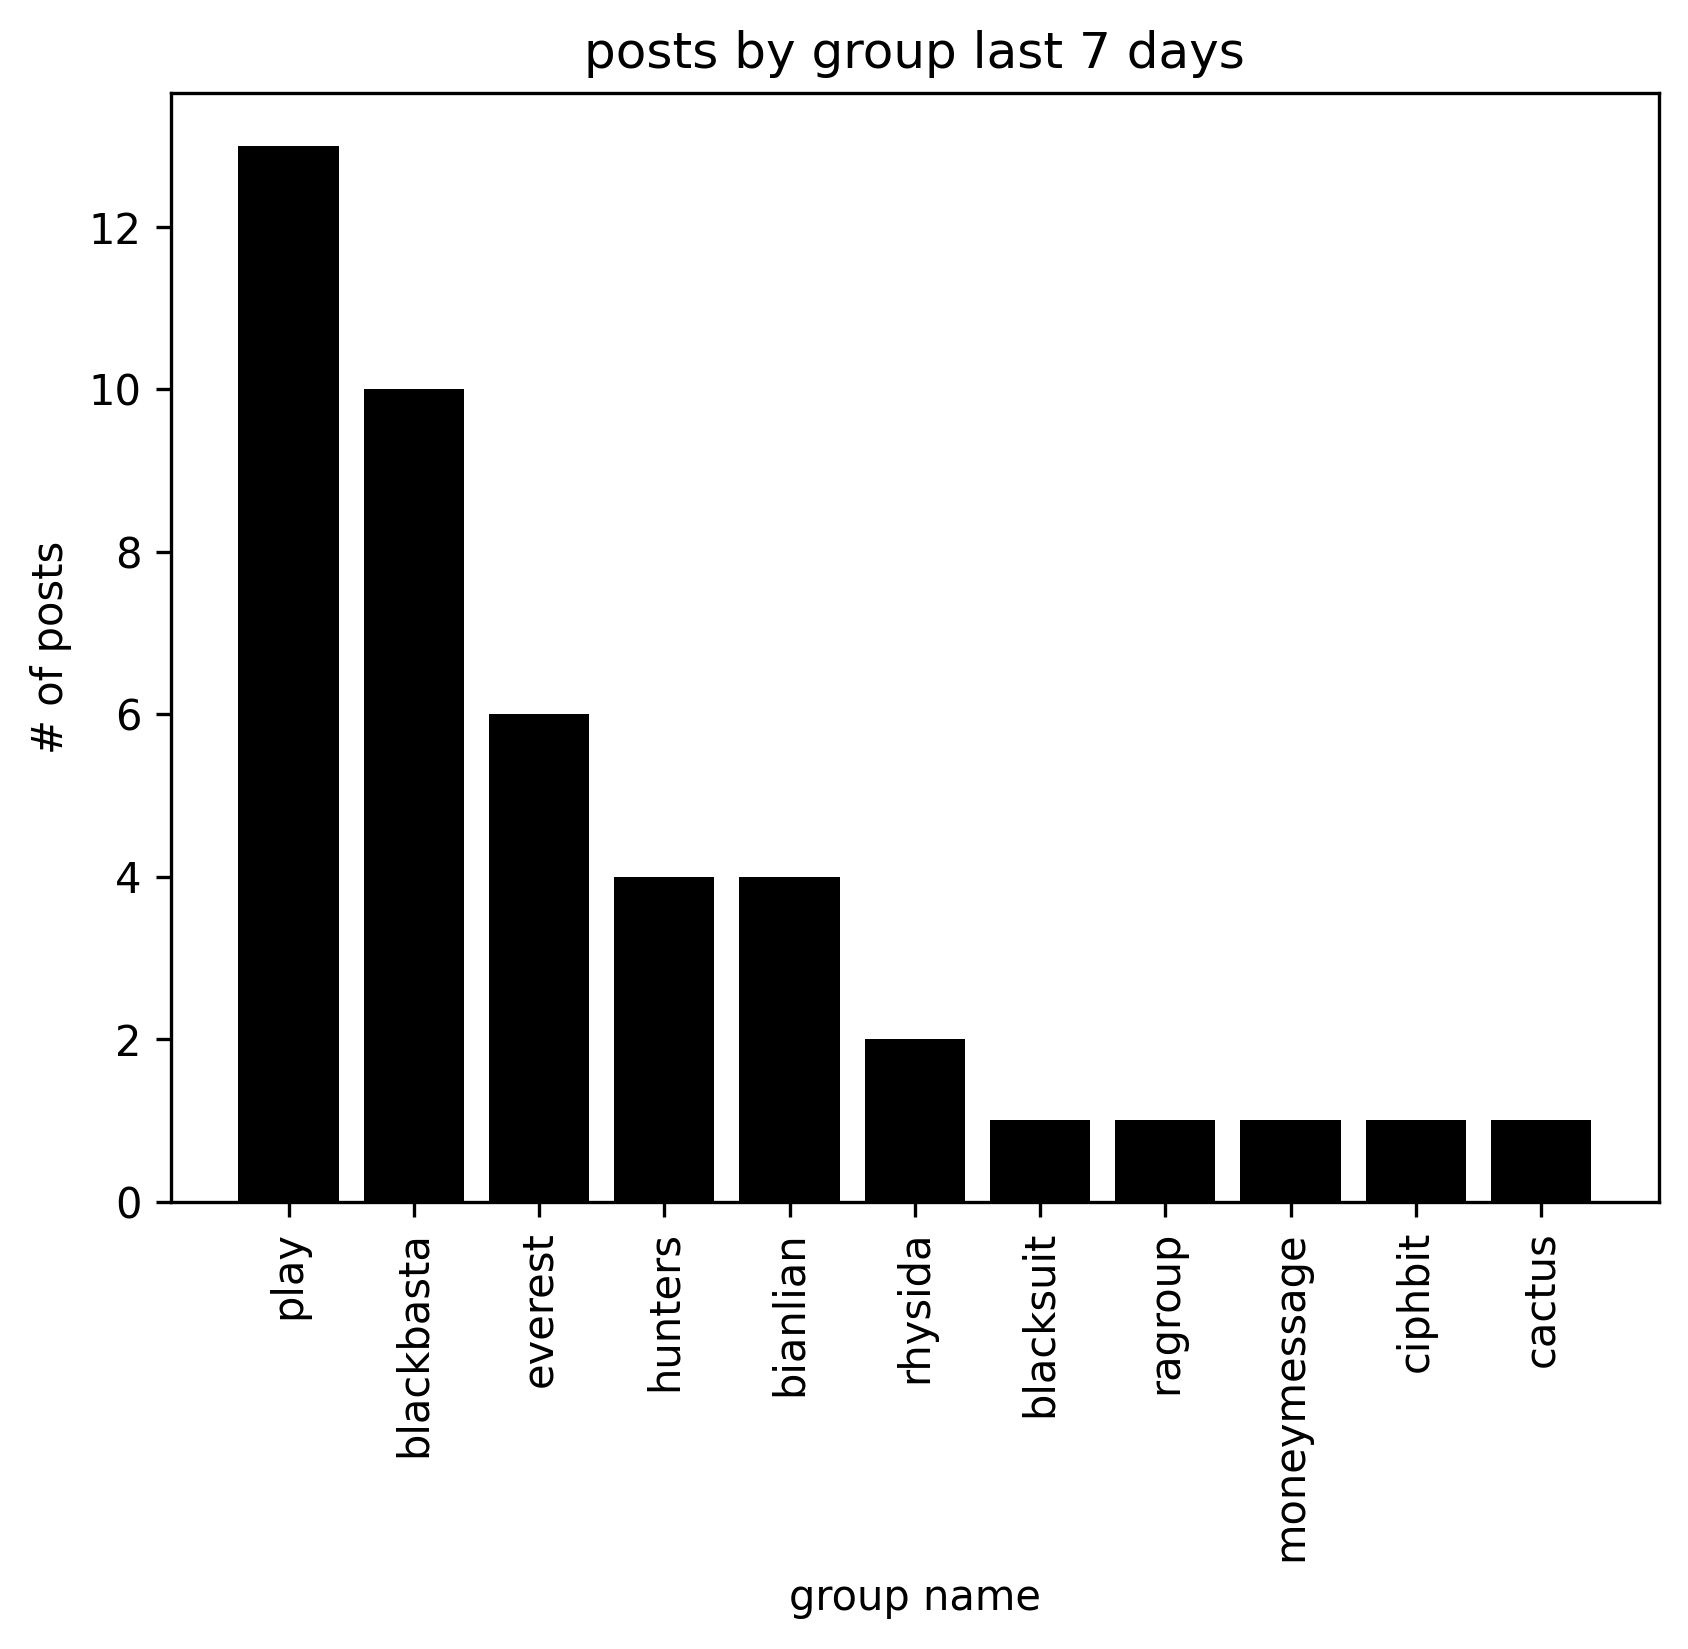 posts by group last 7 days
# of posts
12
10
8
6
4
2
0
play
blackbasta
everest
hunters
bianlian
rhysida
blacksuit
ragroup
moneymessage
ciphbit
cactus
group name